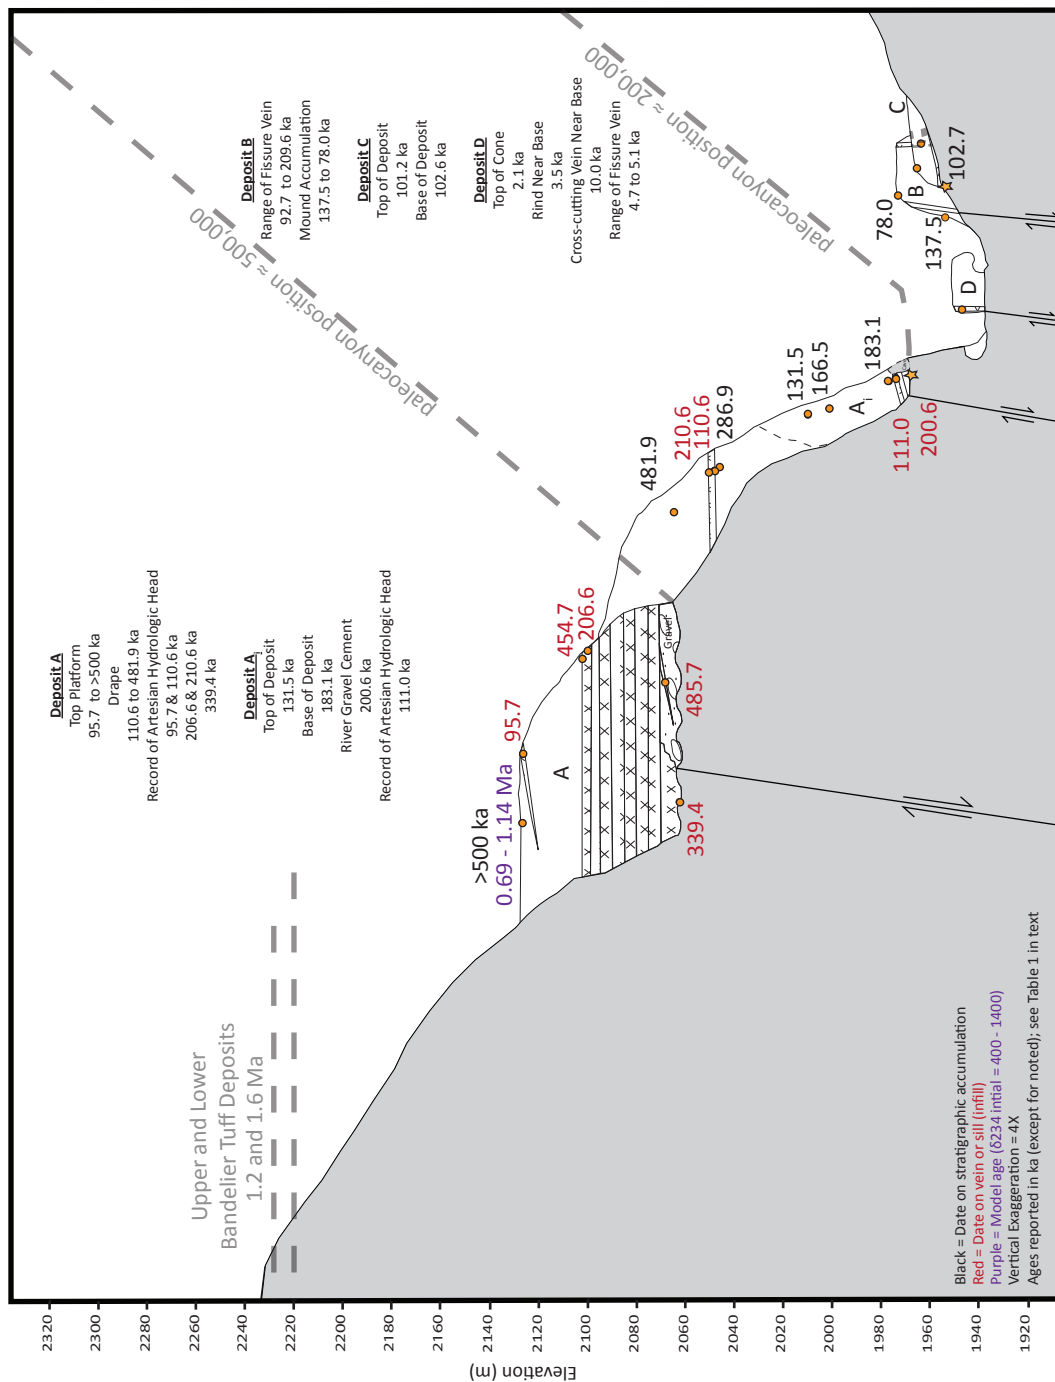 Deposit A
Top Platform
95.7 to >500 ka
Drape
110.6 to 481.9 ka
Record of Artesian Hydrologic Head
95.7 & 110.6 ka
206.6 & 210.6 ka
339.4 ka
Deposit Ai
Top of Deposit
131.5 ka
Base of Deposit
183.1 ka
River Gravel Cement
200.6 ka
Record of Artesian Hydrologic Head
111.0 ka
Deposit B
Range of Fissure Vein
92.7 to 209.6 ka
Mound Accumulation
137.5 to 78.0 ka
Deposit C
Top of Deposit
101.2 ka
Base of Deposit
102.6 ka
Deposit D
Top of Cone
2.1 ka
Rind Near Base
3.5 ka
Cross-cutting Vein Near Base
10.0 ka
Range of Fissure Vein
4.7 to 5.1 ka
Upper and Lower
Bandelier Tuff Deposits
1.2 and 1.6 Ma
paleocanyon position ≈ 500,000
paleocanyon position ≈ 200,000
>500 ka
0.69 - 1.14 Ma
95.7
A
454.7
206.6
Gravel
339.4
485.7
481.9
210.6
110.6
286.9
131.5
166.5
Ai
183.1
111.0
200.6
D
78.0
137.5
B
C
102.7
Elevation (m)
2320
2300
2280
2260
2240
2220
2200
2180
2160
2140
2120
2100
2080
2060
2040
2020
2000
1980
1960
1940
1920
Black = Date on stratigraphic accumulation
Red = Date on vein or sill (infill)
Purple = Model age (δ234 intial = 400 - 1400)
Vertical Exaggeration = 4X
Ages reported in ka (except for noted); see Table 1 in text